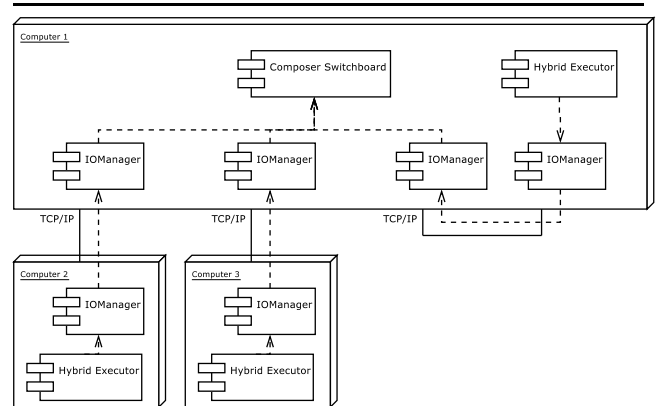 Computer 1
Composer Switchboard
Hybrid Executor
IOManager
IOManager
IOManager
IOManager
TCP/IP
TCP/IP
TCP/IP
Computer 2
Computer 3
IOManager
IOManager
Hybrid Executor
Hybrid Executor